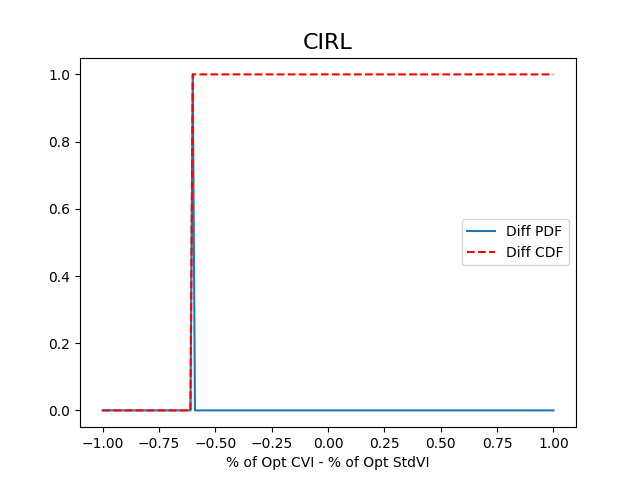 CIRL
1.0
0.8
0.6
0.4
0.2
0.0
Diff PDF
Diff CDF
−1.00 −0.75 −0.50 −0.25 0.00 0.25 0.50 0.75 1.00
% of Opt CVI - % of Opt StdVI